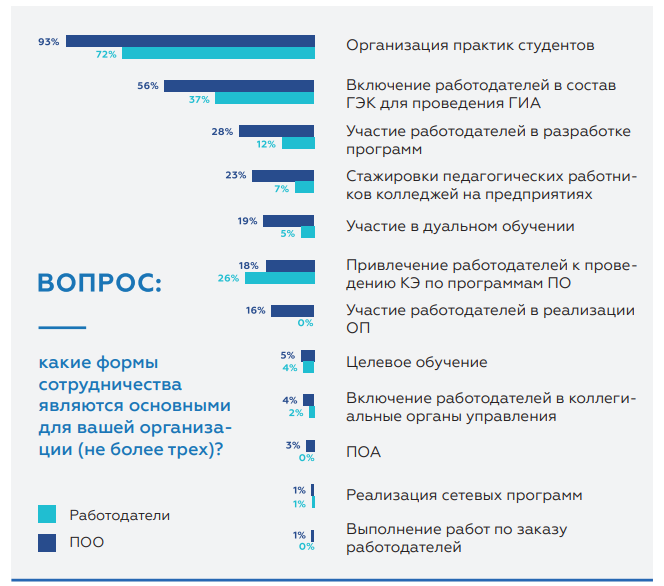 93%
72%
Организация практик студентов
56%
37%
Включение работодателей в состав
ГЭК для проведения ГИА
28%
12%
Участие работодателей в разработке
программ
23%
7%
Стажировки педагогических работни-
ков колледжей на предприятиях
19%
5%
Участие в дуальном обучении
18%
26%
Привлечение работодателей к прове-
дению КЭ по программам ПО
16%
0%
Участие работодателей в реализации
ОП
5%
4%
Целевое обучение
4%
2%
Включение работодателей в коллеги-
альные органы управления
3%
0%
ПОА
1%
1%
Реализация сетевых программ
1%
0%
Выполнение работ по заказу
работодателей
ВОПРОС:
какие формы
сотрудничества
являются основными
для вашей организа-
ции (не более трех)?
Работодатели
ПОО